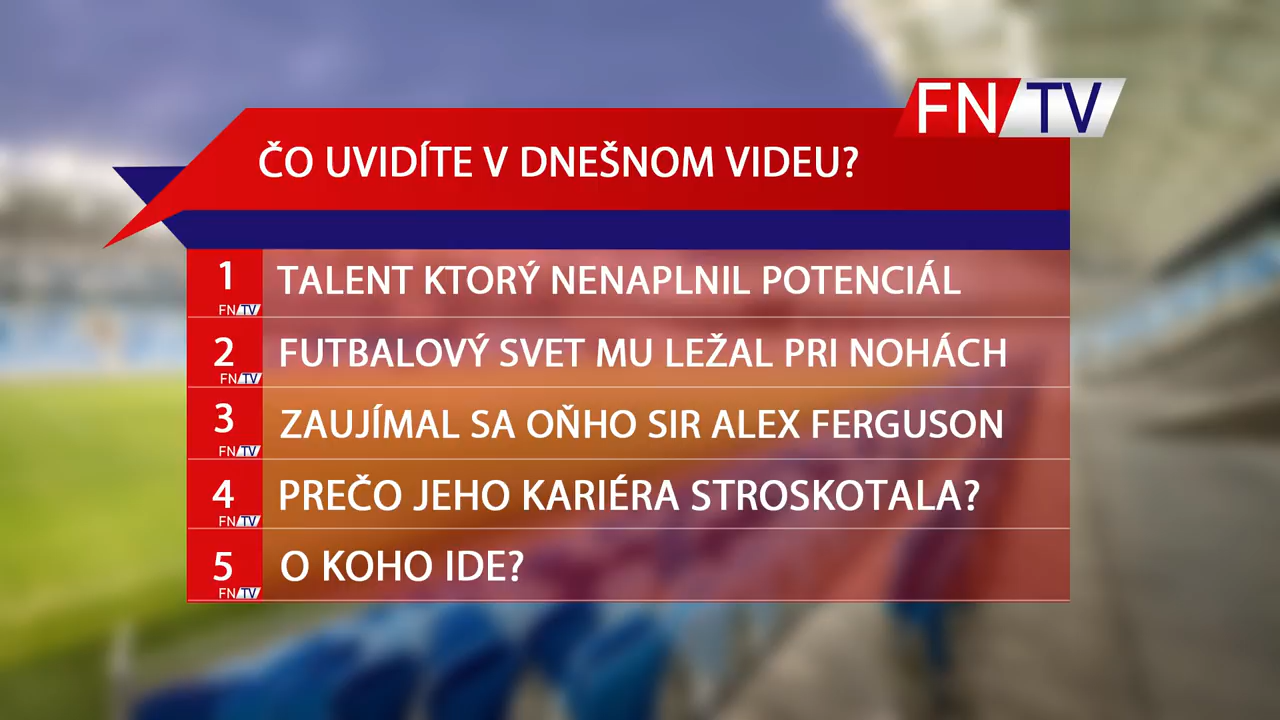 FN/TV
ČO UVIDÍTE V DNEŠNOM VIDEU?
1 TALENT KTORÝ NENAPLNIL POTENCIÁL
FN/TV
2 FUTBALOVÝ SVET MU LEŽAL PRI NOHÁCH
FN/TV
3 ZAUJÍMAL SA OŇHO SIR ALEX FERGUSON
FN/TV
4 PREČO JEHO KARIÉRA STROSKOTALA?
FN/TV
5 O KOHO IDE?
FN/TV